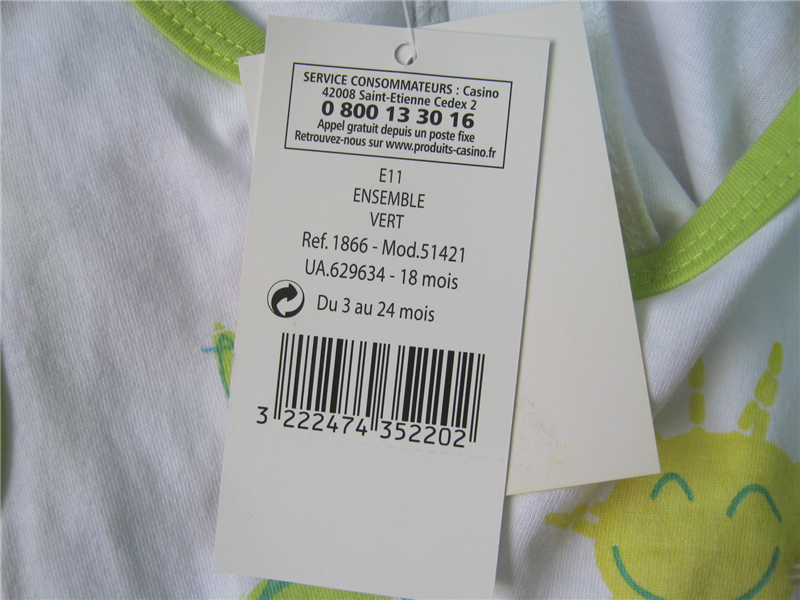 SERVICE CONSOMMATEURS : Casino
42008 Saint-Etienne Cedex 2
0 800 13 30 16
Appel gratuit depuis un poste fixe
Retrouvez-nous sur www.produits-casino.fr
E11
ENSEMBLE
VERT
Ref. 1866 - Mod.51421
UA.629634 - 18 mois
Du 3 au 24 mois
3 222474 352202